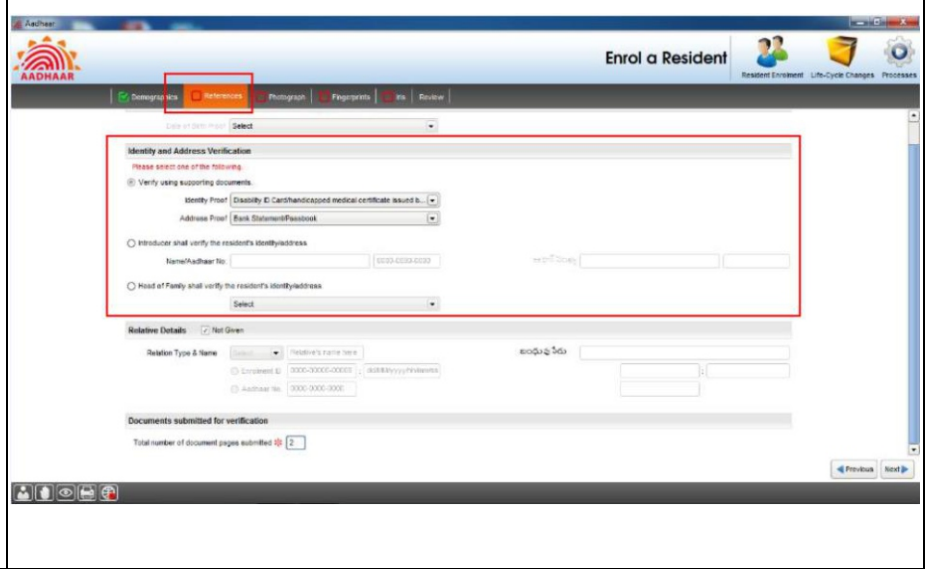 Aadhaar
AADHAAR
Enrol a Resident
Resident Enrolment Life-Cycle Changes Processes
Demographics References Photograph Fingerprints Iris Review
Date of Birth Proof Select
Identity and Address Verification
Please select one of the following.
Verify using supporting documents.
Identity Proof Disability ID Card/handicapped medical certificate issued b...
Address Proof Bank Statement/Passbook
Introducer shall verify the resident's identity/address
Name/Aadhaar No. 0000-0000-0000
Head of Family shall verify the resident's identity/address
Select
Relative Details Not Given
Relation Type & Name Select Relative's name here బంధువు పేరు
Enrolment ID 0000-00000-00000 :
Aadhaar No. 0000-0000-0000
Documents submitted for verification
Total number of document pages submitted 2
Previous Next